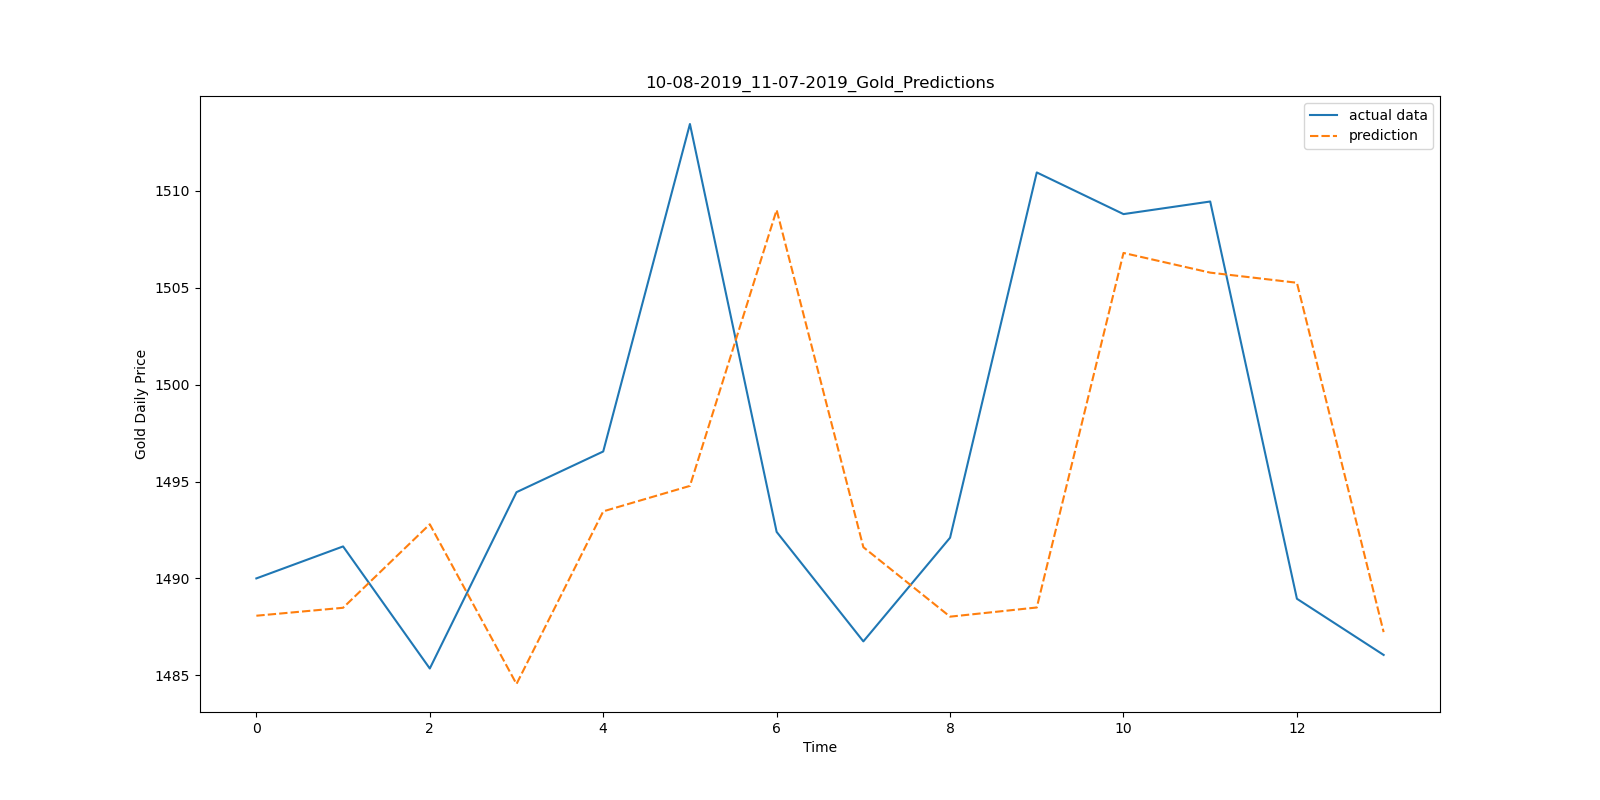 10-08-2019_11-07-2019_Gold_Predictions
actual data
prediction
Gold Daily Price
1510
1505
1500
1495
1490
1485
0 2 4 6 8 10 12
Time